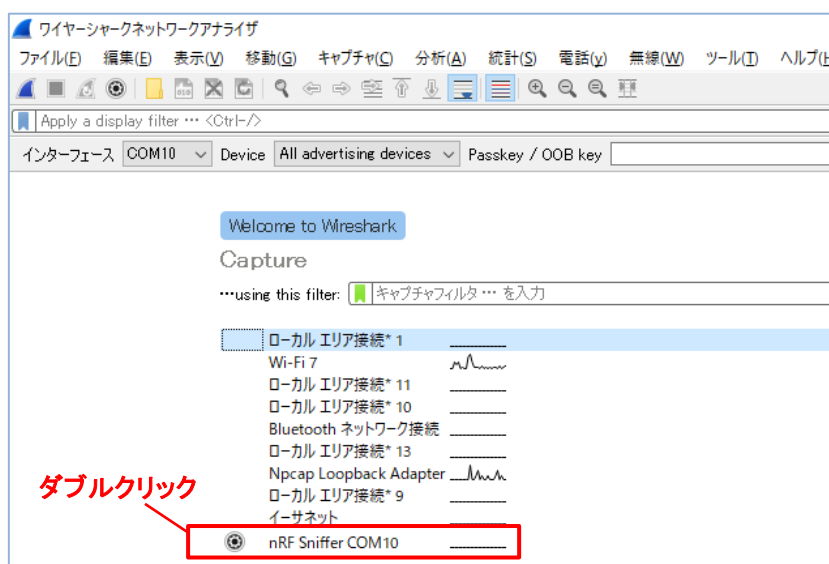 ワイヤーシャークネットワークアナライザ
ファイル(F) 編集(E) 表示(V) 移動(G) キャプチャ(C) 分析(A) 統計(S) 電話(y) 無線(W) ツール(T) ヘルプ(H
Apply a display filter … <Ctrl-/>
インターフェース COM10 Device All advertising devices Passkey / OOB key
Welcome to Wireshark
Capture
…using this filter: キャプチャフィルタ … を入力
ローカル エリア接続* 1
Wi-Fi 7
ローカル エリア接続* 11
ローカル エリア接続* 10
Bluetooth ネットワーク接続
ローカル エリア接続* 13
Npcap Loopback Adapter
ダブルクリック
ローカル エリア接続* 9
イーサネット
nRF Sniffer COM10